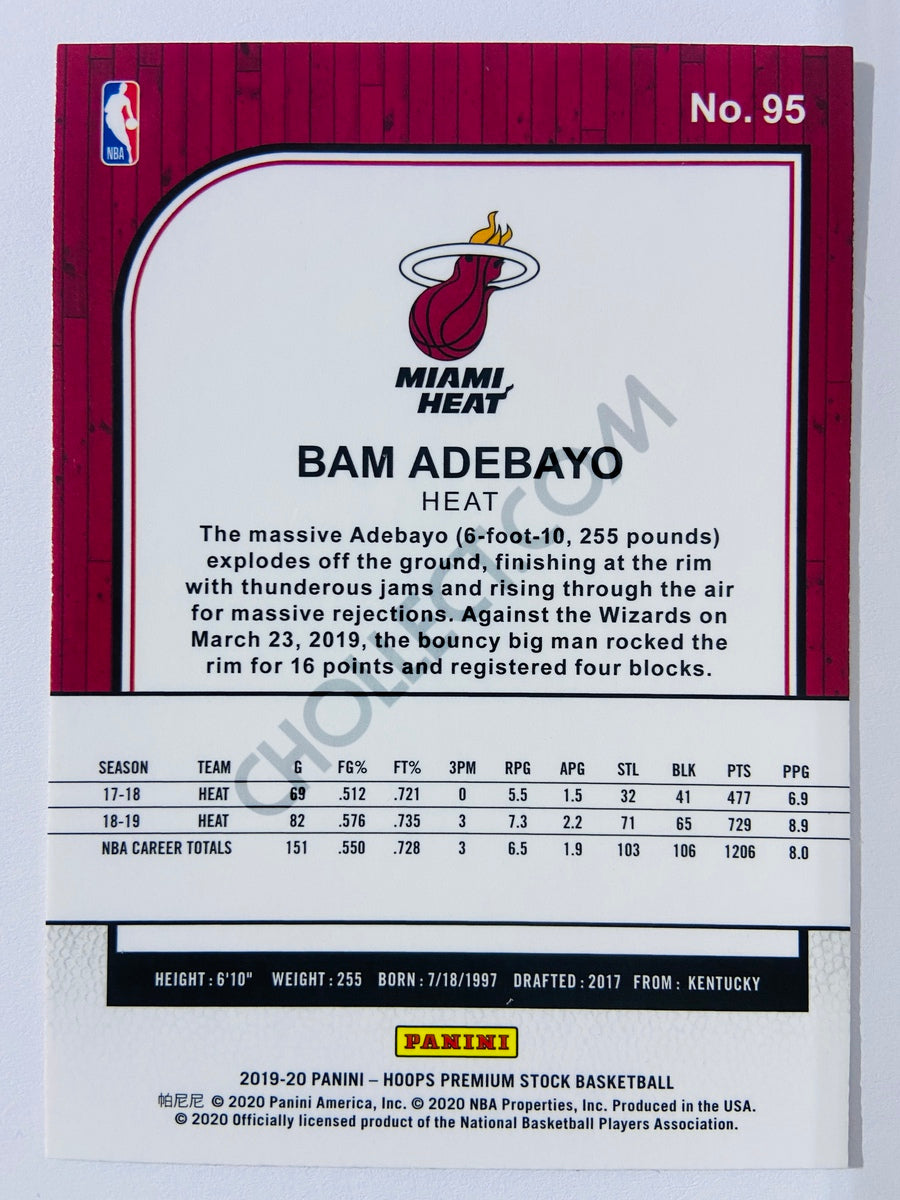 No. 95
NBA
MIAMI
HEAT
BAM ADEBAYO
HEAT
The massive Adebayo (6-foot-10, 255 pounds)
explodes off the ground, finishing at the rim
with thunderous jams and rising through the air
for massive rejections. Against the Wizards on
March 23, 2019, the bouncy big man rocked the
rim for 16 points and registered four blocks.
CHOLLECT.COM
SEASON TEAM G FG% FT% 3PM RPG APG STL BLK PTS PPG
17-18 HEAT 69 .512 .721 0 5.5 1.5 32 41 477 6.9
18-19 HEAT 82 .576 .735 3 7.3 2.2 71 65 729 8.9
NBA CAREER TOTALS 151 .550 .728 3 6.5 1.9 103 106 1206 8.0
HEIGHT : 6'10" WEIGHT : 255 BORN : 7/18/1997 DRAFTED : 2017 FROM : KENTUCKY
PANINI
2019-20 PANINI – HOOPS PREMIUM STOCK BASKETBALL
帕尼尼 © 2020 Panini America, Inc. © 2020 NBA Properties, Inc. Produced in the USA.
© 2020 Officially licensed product of the National Basketball Players Association.